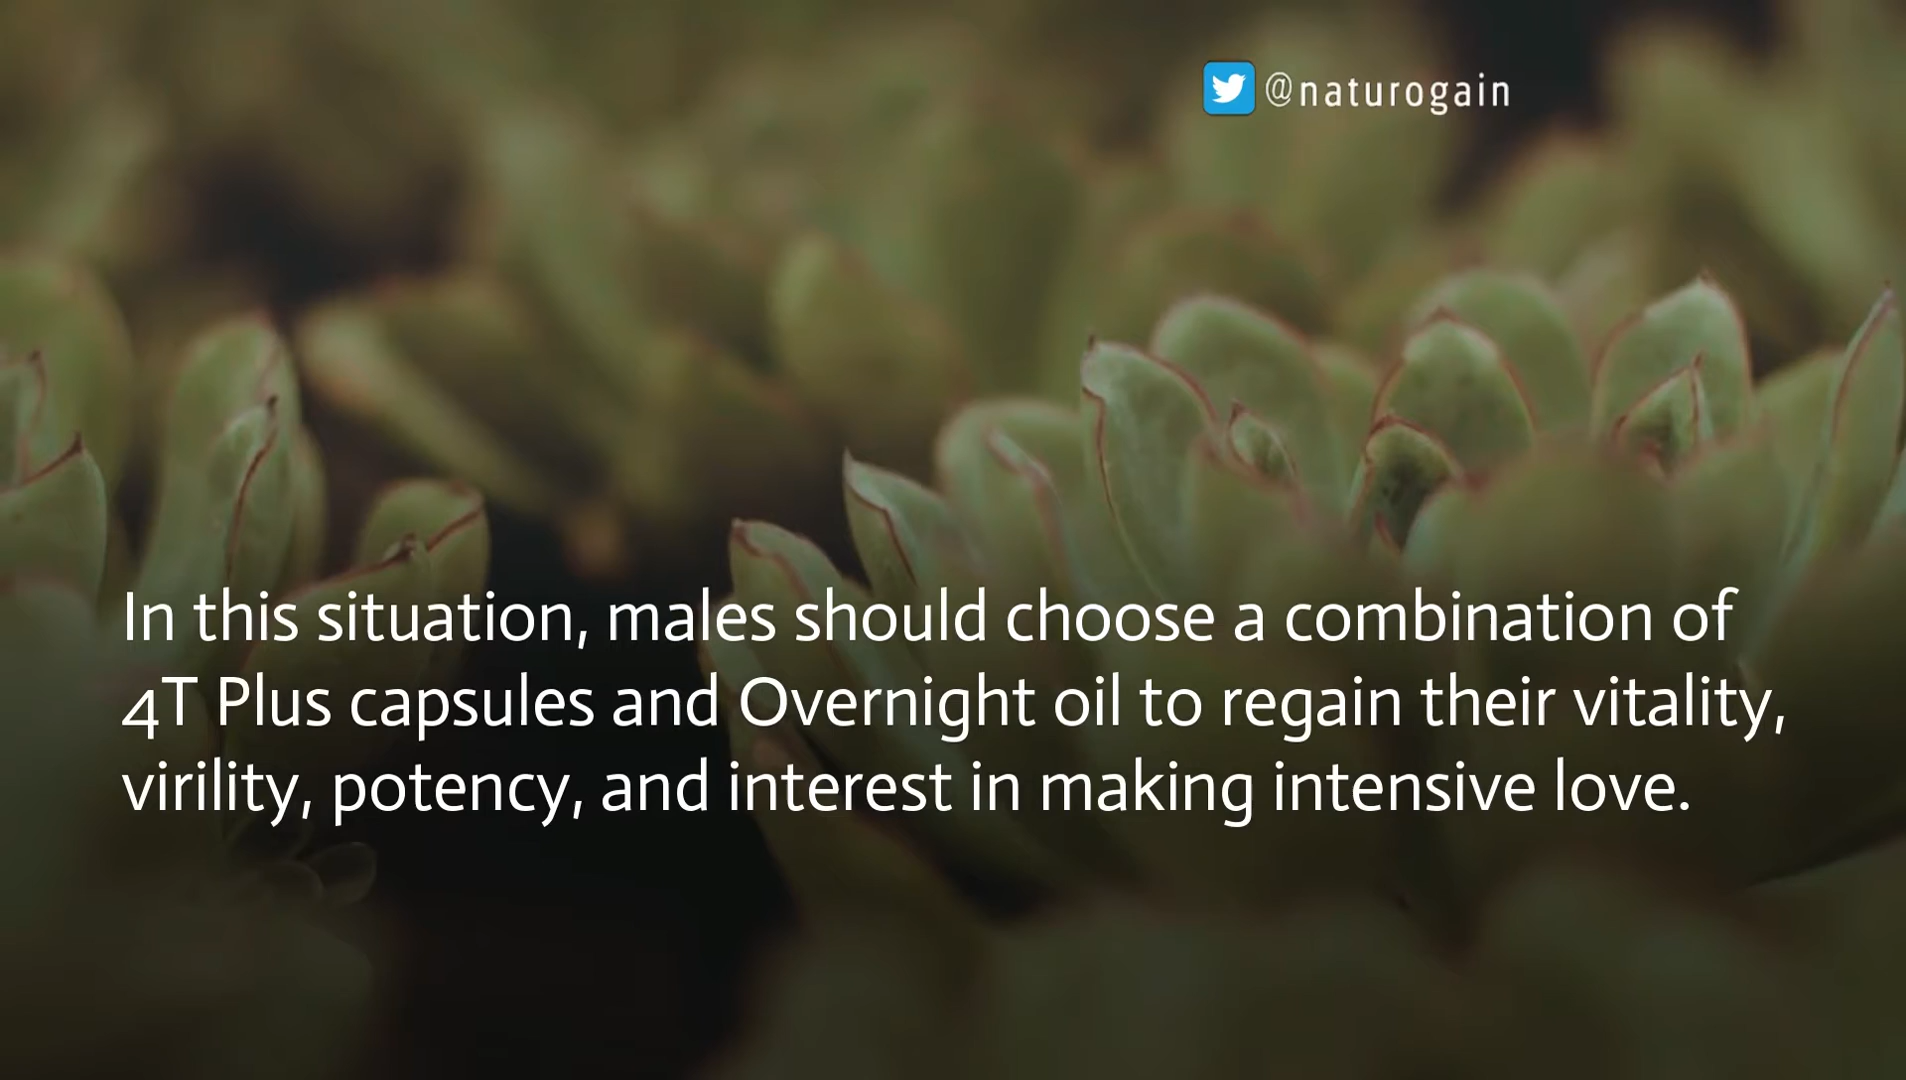 @naturogain
In this situation, males should choose a combination of
4T Plus capsules and Overnight oil to regain their vitality,
virility, potency, and interest in making intensive love.